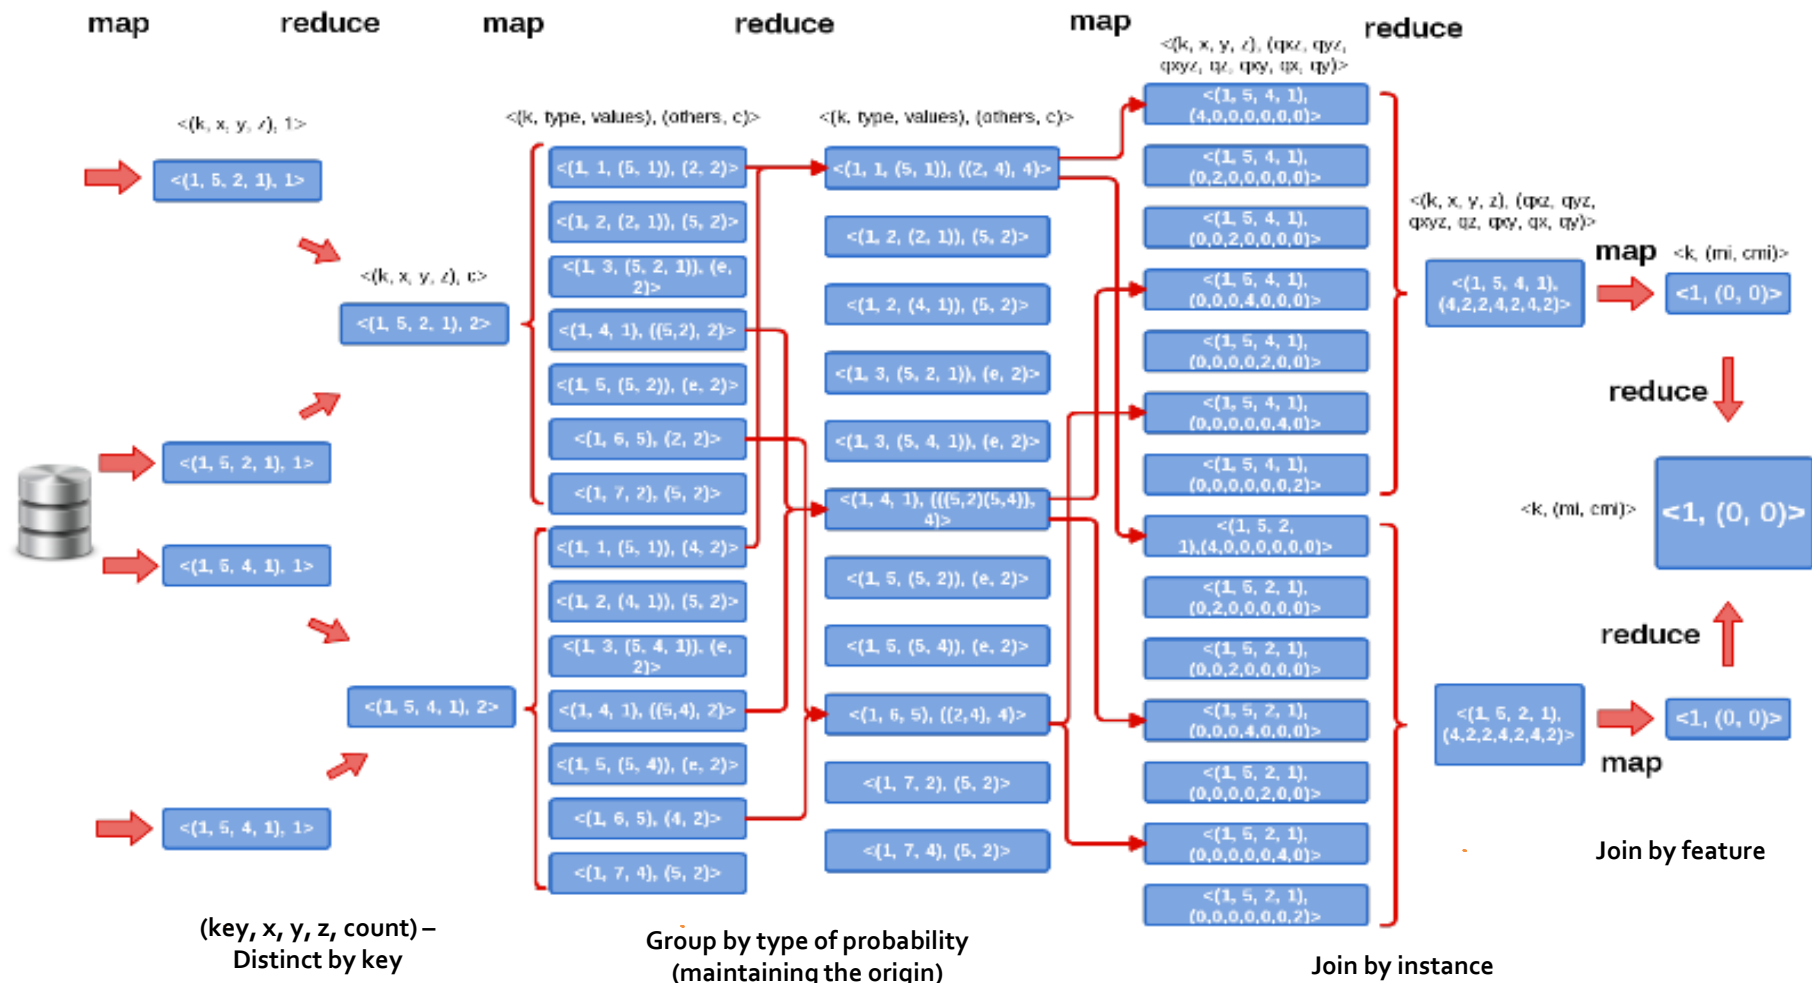 map
reduce
map
reduce
map
reduce
<(k, x, y, z), 1>
<(1, 5, 2, 1), 1>
<(1, 5, 2, 1), 1>
<(1, 5, 4, 1), 1>
<(1, 5, 4, 1), 1>
<(k, x, y, z), c>
<(1, 5, 2, 1), 2>
<(1, 5, 4, 1), 2>
(key, x, y, z, count) –
Distinct by key
<(k, type, values), (others, c)>
<(1, 1, (5, 1)), (2, 2)>
<(1, 2, (2, 1)), (5, 2)>
<(1, 3, (5, 2, 1)), (e,
2)>
<(1, 4, 1), ((5,2), 2)>
<(1, 5, (5, 2)), (e, 2)>
<(1, 6, 5), (2, 2)>
<(1, 7, 2), (5, 2)>
<(1, 1, (5, 1)), (4, 2)>
<(1, 2, (4, 1)), (5, 2)>
<(1, 3, (5, 4, 1)), (e,
2)>
<(1, 4, 1), ((5,4), 2)>
<(1, 5, (5, 4)), (e, 2)>
<(1, 6, 5), (4, 2)>
<(1, 7, 4), (5, 2)>
<(k, type, values), (others, c)>
<(1, 1, (5, 1)), ((2, 4), 4)>
<(1, 2, (2, 1)), (5, 2)>
<(1, 2, (4, 1)), (5, 2)>
<(1, 3, (5, 2, 1)), (e, 2)>
<(1, 3, (5, 4, 1)), (e, 2)>
<(1, 4, 1), (((5,2)(5,4)),
4)>
<(1, 5, (5, 2)), (e, 2)>
<(1, 5, (5, 4)), (e, 2)>
<(1, 6, 5), ((2,4), 4)>
<(1, 7, 2), (5, 2)>
<(1, 7, 4), (5, 2)>
Group by type of probability
(maintaining the origin)
<(k, x, y, z), (qxz, qyz,
qxyz, qz, qxy, qx, qy)>
<(1, 5, 4, 1),
(4,0,0,0,0,0,0)>
<(1, 5, 4, 1),
(0,2,0,0,0,0,0)>
<(1, 5, 4, 1),
(0,0,2,0,0,0,0)>
<(1, 5, 4, 1),
(0,0,0,4,0,0,0)>
<(1, 5, 4, 1),
(0,0,0,0,2,0,0)>
<(1, 5, 4, 1),
(0,0,0,0,0,4,0)>
<(1, 5, 4, 1),
(0,0,0,0,0,0,2)>
<(1, 5, 2,
1),(4,0,0,0,0,0,0)>
<(1, 5, 2, 1),
(0,2,0,0,0,0,0)>
<(1, 5, 2, 1),
(0,0,2,0,0,0,0)>
<(1, 5, 2, 1),
(0,0,0,4,0,0,0)>
<(1, 5, 2, 1),
(0,0,0,0,2,0,0)>
<(1, 5, 2, 1),
(0,0,0,0,0,4,0)>
<(1, 5, 2, 1),
(0,0,0,0,0,0,2)>
Join by instance
<(k, x, y, z), (qxz, qyz,
qxyz, qz, qxy, qx, qy)>
<(1, 5, 4, 1),
(4,2,2,4,2,4,2)>
map
<k, (mi, cmi)>
<1, (0, 0)>
reduce
<k, (mi, cmi)>
<1, (0, 0)>
reduce
<(1, 5, 2, 1),
(4,2,2,4,2,4,2)>
<1, (0, 0)>
map
Join by feature